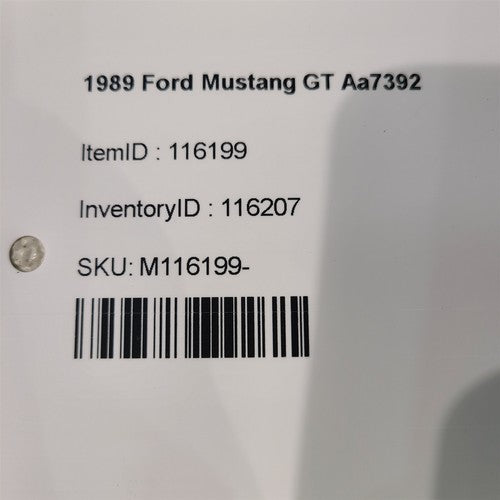 1989 Ford Mustang GT Aa7392
ItemID : 116199
InventoryID : 116207
SKU: M116199-